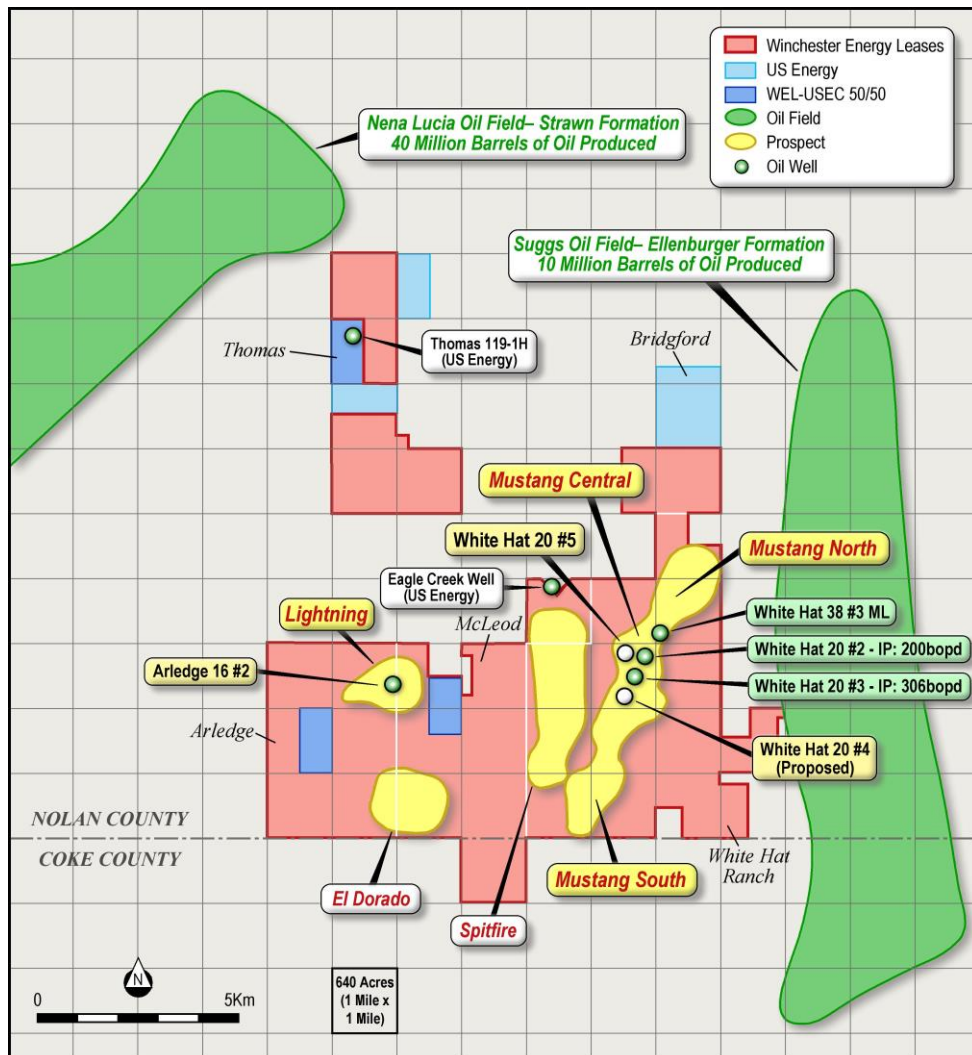 Winchester Energy Leases
US Energy
WEL-USEC 50/50
Oil Field
Prospect
Oil Well
Nena Lucia Oil Field– Strawn Formation
40 Million Barrels of Oil Produced
Suggs Oil Field– Ellenburger Formation
10 Million Barrels of Oil Produced
Thomas
Thomas 119-1H
(US Energy)
Bridgford
Mustang Central
White Hat 20 #5
Mustang North
Eagle Creek Well
(US Energy)
Lightning
McLeod
White Hat 38 #3 ML
White Hat 20 #2 - IP: 200bopd
Arledge 16 #2
White Hat 20 #3 - IP: 306bopd
Arledge
White Hat 20 #4
(Proposed)
NOLAN COUNTY
COKE COUNTY
White Hat
Ranch
Mustang South
El Dorado
Spitfire
N
0
5Km
640 Acres
(1 Mile x
1 Mile)